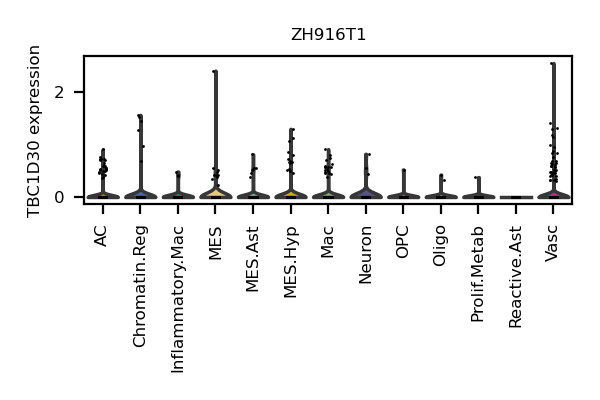 ZH916T1
TBC1D30 expression
2
0
AC
Chromatin.Reg
Inflammatory.Mac
MES
MES.Ast
MES.Hyp
Mac
Neuron
OPC
Oligo
Prolif.Metab
Reactive.Ast
Vasc